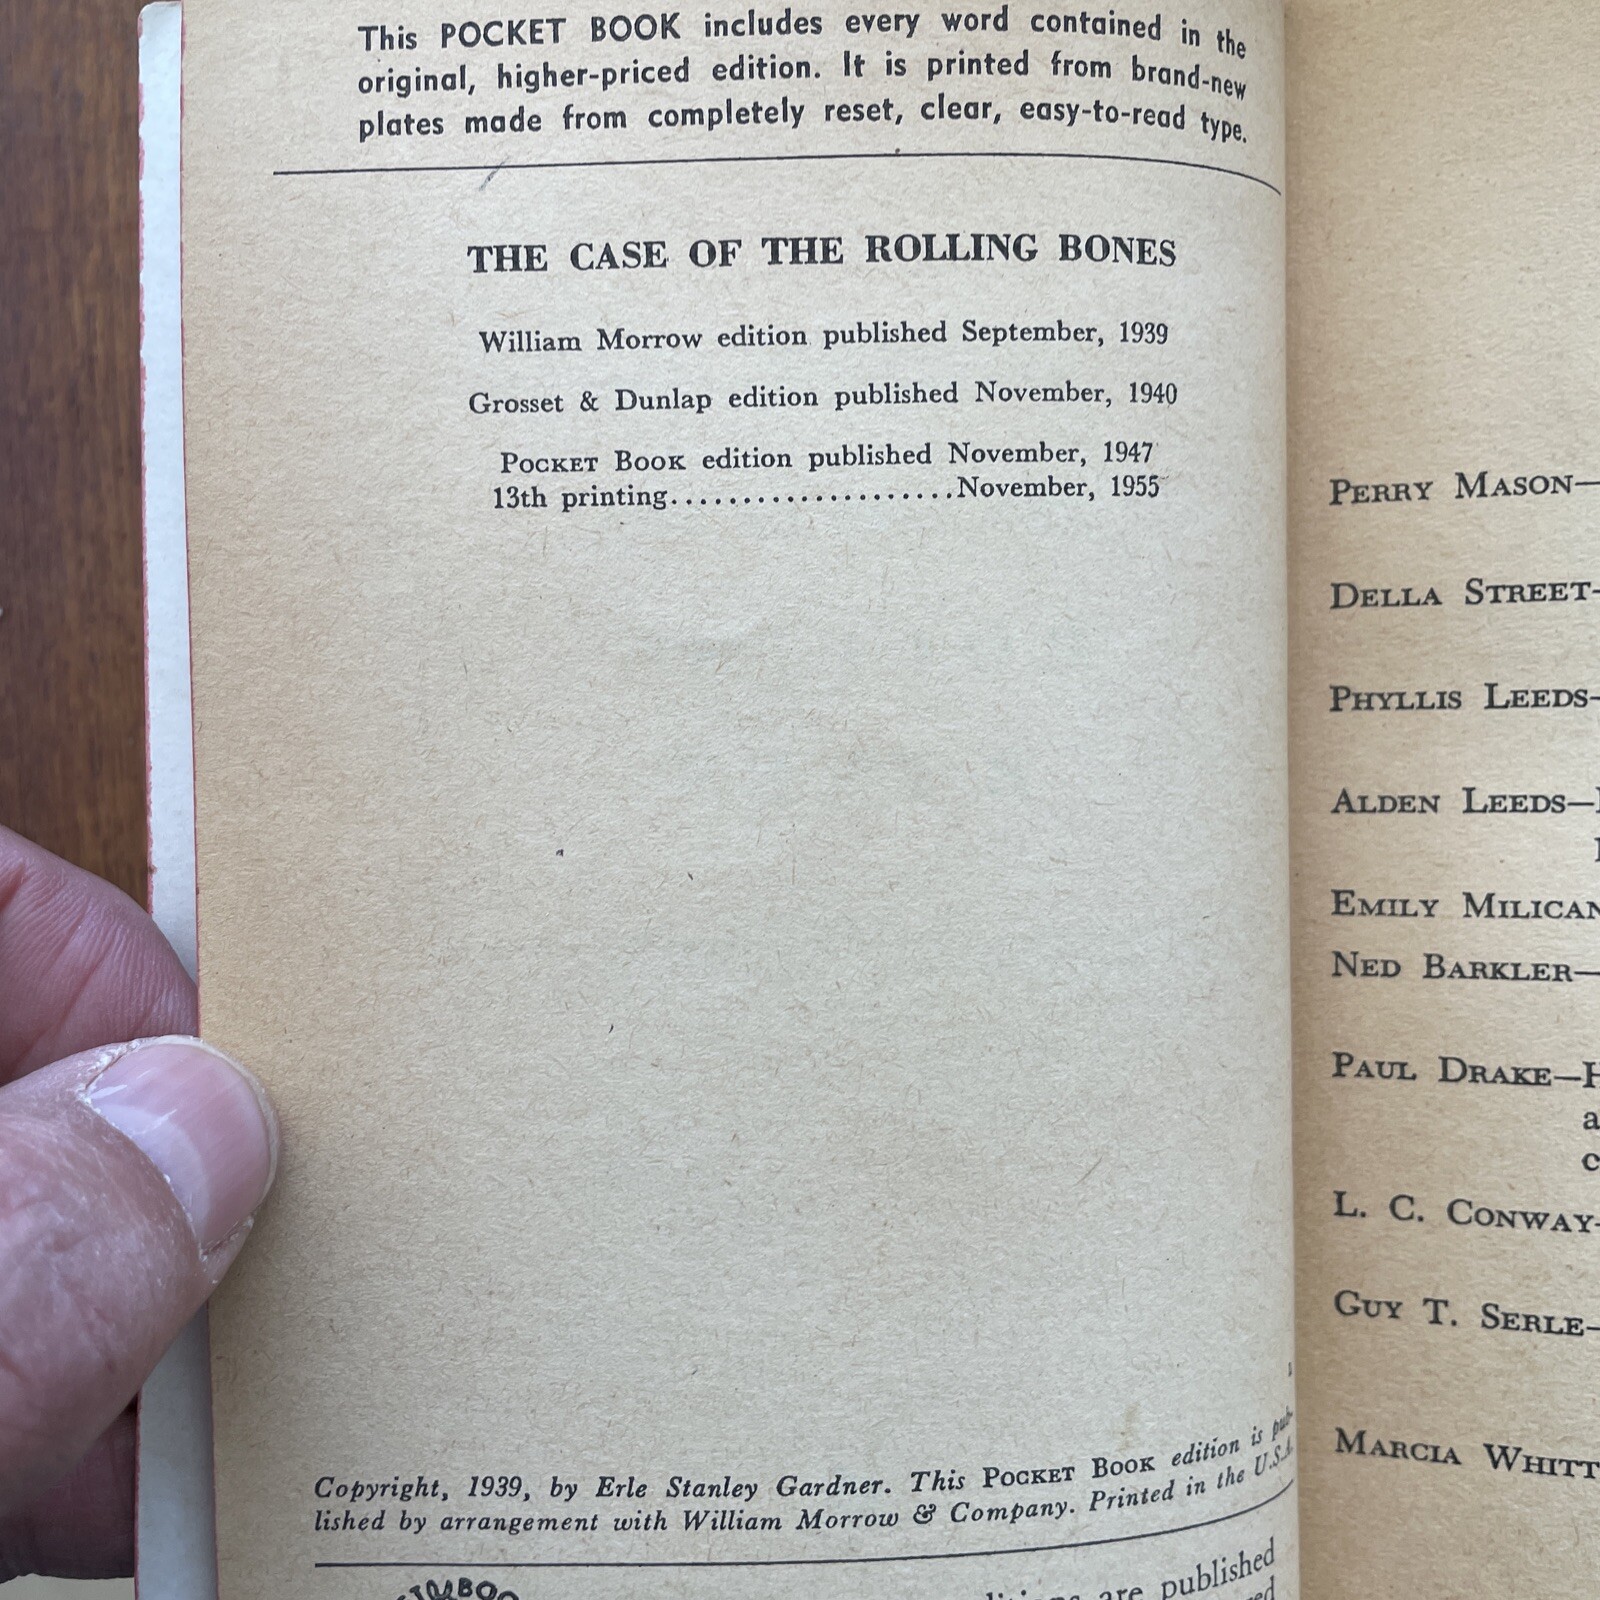 This POCKET BOOK includes every word contained in the
original, higher-priced edition. It is printed from brand-new
plates made from completely reset, clear, easy-to-read type.
THE CASE OF THE ROLLING BONES
William Morrow edition published September, 1939
Grosset & Dunlap edition published November, 1940
POCKET BOOK edition published November, 1947
13th printing....................November, 1955
Copyright, 1939, by Erle Stanley Gardner. This POCKET BOOK edition is pub-
lished by arrangement with William Morrow & Company. Printed in the U.S.A.
are published
PERRY MASON—
DELLA STREET-
PHYLLIS LEEDS-
ALDEN LEEDS—
EMILY MILICAN
NED BARKLER—
PAUL DRAKE—H
a
c
L. C. CONWAY-
GUY T. SERLE-
MARCIA WHITT